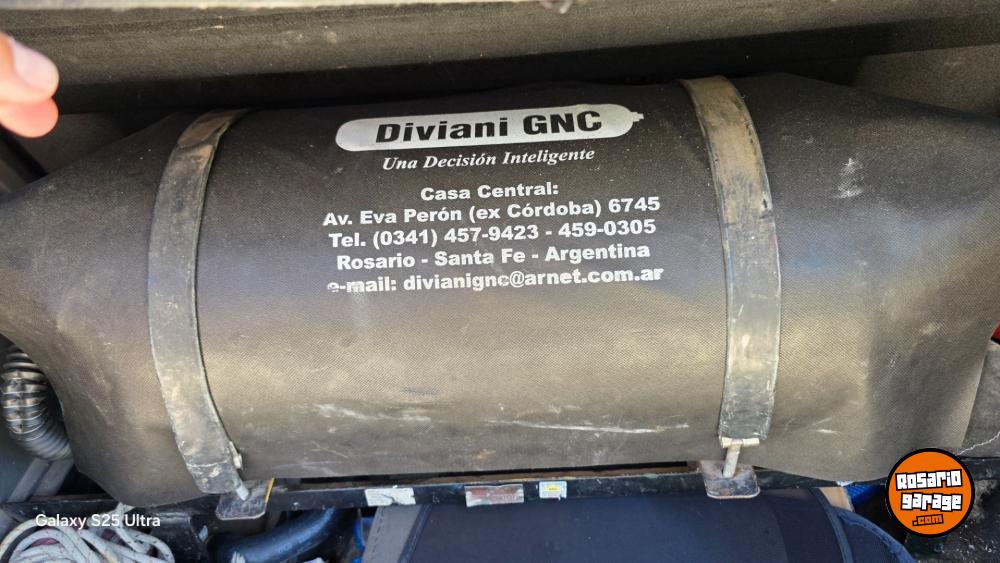 Diviani GNC
Una Decisión Inteligente
Casa Central:
Av. Eva Perón (ex Córdoba) 6745
Tel. (0341) 457-9423 - 459-0305
Rosario - Santa Fe - Argentina
e-mail: divianignc@arnet.com.ar
Galaxy S25 Ultra
Rosario
garage
.com